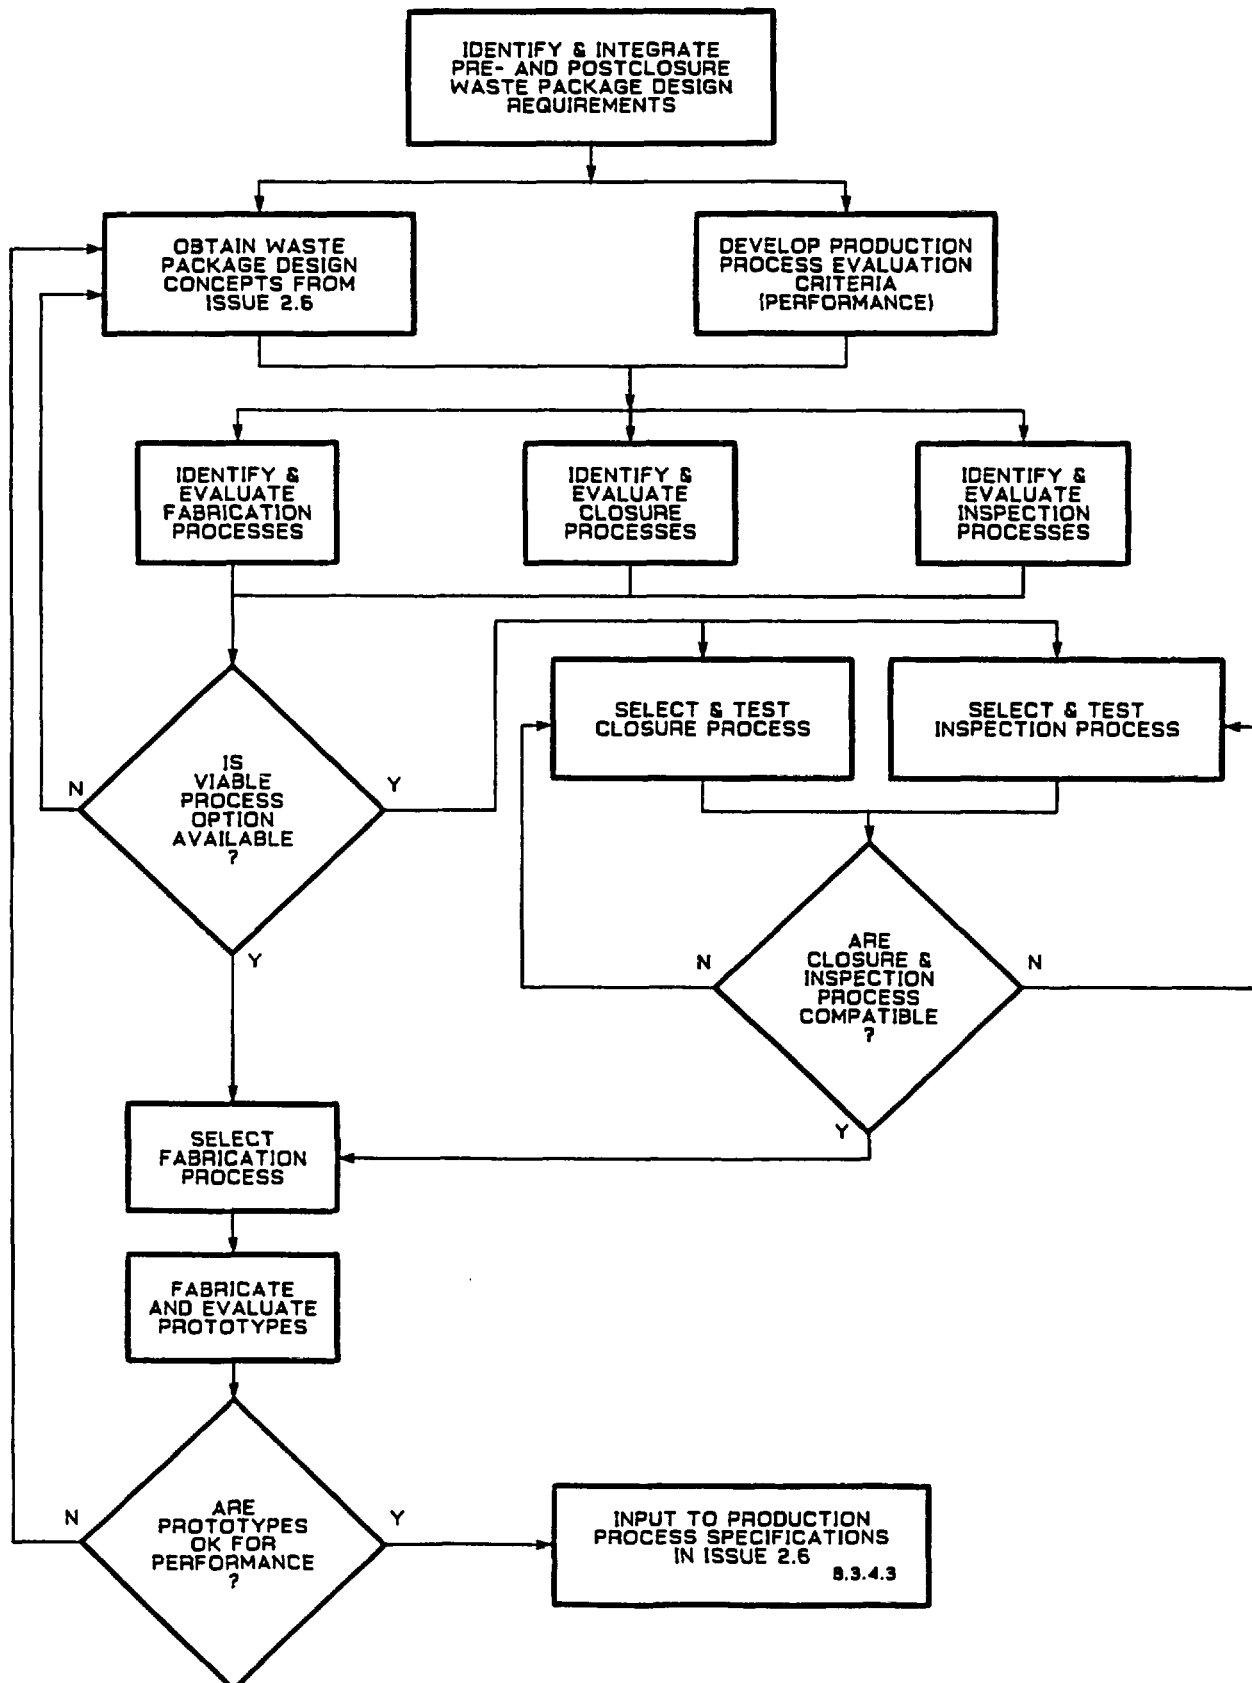 IDENTIFY & INTEGRATE
PRE- AND POSTCLOSURE
WASTE PACKAGE DESIGN
REQUIREMENTS
OBTAIN WASTE
PACKAGE DESIGN
CONCEPTS FROM
ISSUE 2.6
DEVELOP PRODUCTION
PROCESS EVALUATION
CRITERIA
(PERFORMANCE)
IDENTIFY &
EVALUATE
FABRICATION
PROCESSES
IDENTIFY &
EVALUATE
CLOSURE
PROCESSES
IDENTIFY &
EVALUATE
INSPECTION
PROCESSES
SELECT & TEST
CLOSURE PROCESS
SELECT & TEST
INSPECTION PROCESS
N
IS
VIABLE
PROCESS
OPTION
AVAILABLE
?
Y
Y
N
ARE
CLOSURE &
INSPECTION
PROCESS
COMPATIBLE
?
N
Y
SELECT
FABRICATION
PROCESS
FABRICATE
AND EVALUATE
PROTOTYPES
N
ARE
PROTOTYPES
OK FOR
PERFORMANCE
?
Y
INPUT TO PRODUCTION
PROCESS SPECIFICATIONS
IN ISSUE 2.6
8.3.4.3